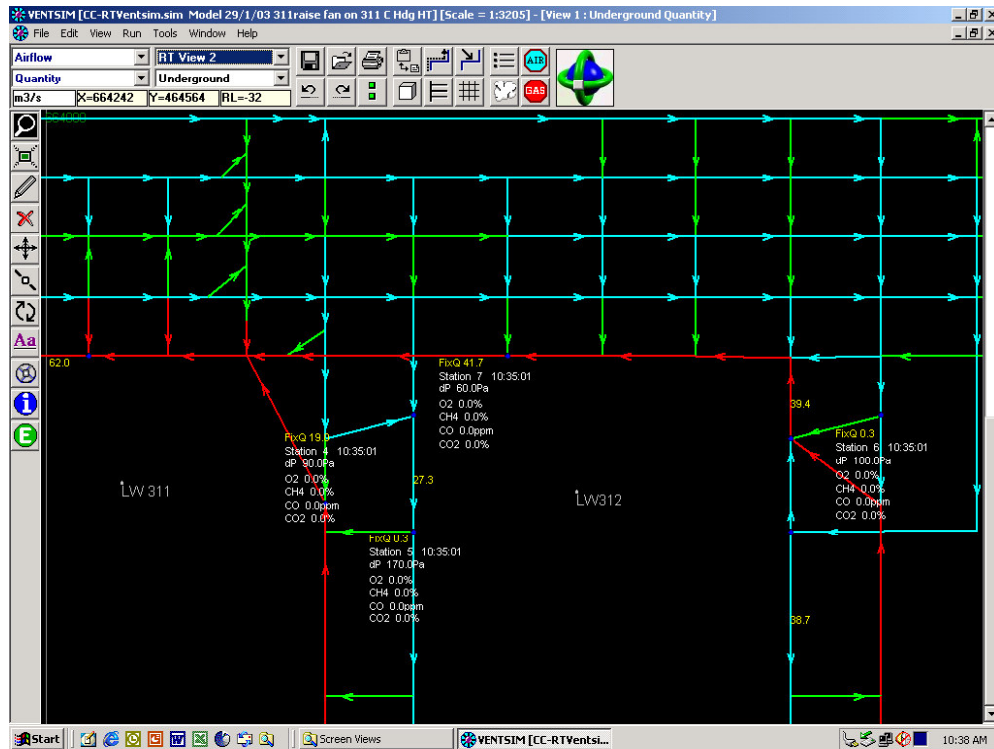 VENTSIM [CC-RTVentsim.sim Model 29/1/03 311raise fan on 311 C Hdg HT] [Scale = 1:3205] - [View 1 : Underground Quantity]
File Edit View Run Tools Window Help
Airflow RT View 2
Quantity Underground
m3/s X=664242 Y=464564 RL=-32
AIR
GAS
Aa
i
E
62.0
FixQ 41.7
Station 7 10:35:01
dP 60.0Pa
O2 0.0%
CH4 0.0%
CO 0.0ppm
CO2 0.0%
39.4
Station 4 10:35:01
dP 90.0Pa
O2 0.0%
CH4 0.0%
CO 0.0ppm
CO2 0.0%
FixQ 0.3
Station 6 10:35:01
dP 100.0Pa
O2 0.0%
CH4 0.0%
CO 0.0ppm
CO2 0.0%
27.3
LW 311
LW312
FixQ 0.3
Station 5 10:35:01
dP 170.0Pa
O2 0.0%
CH4 0.0%
CO 0.0ppm
CO2 0.0%
38.7
Start Screen Views VENTSIM [CC-RTVentsi... 10:38 AM